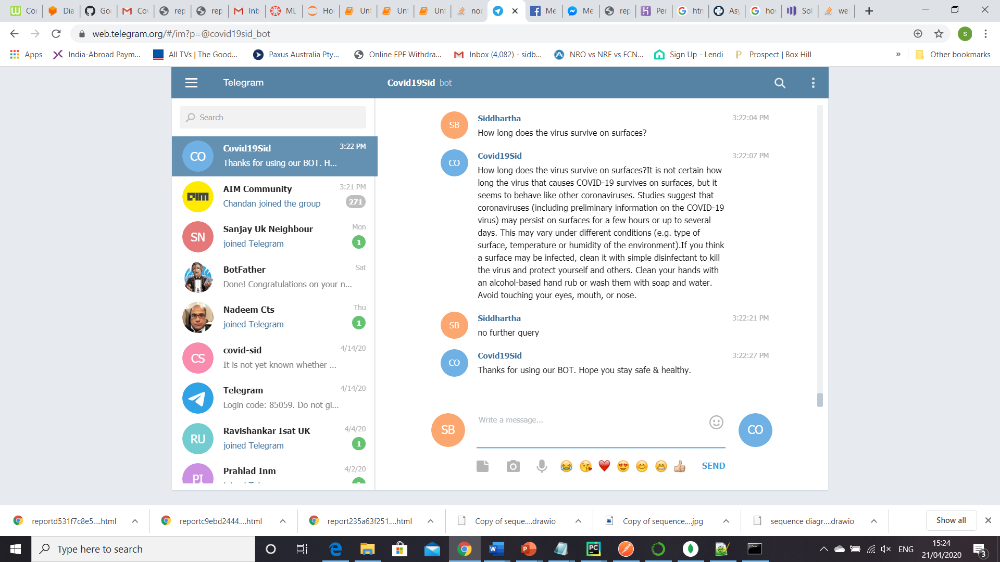 Cor
Dia
Goo
Cov
rep
rep
Inb
ML
Ho
Unt
Unt
Unt
noc
Me
Me
rep
Per
htn
Asy
hov
Sol
wel
web.telegram.org/#/im?p=@covid19sid_bot
s
Apps
India-Abroad Paym...
All TVs | The Good...
Paxus Australia Pty...
Online EPF Withdra...
Inbox (4,082) - sidb...
NRO vs NRE vs FCN...
Sign Up - Lendi
Prospect | Box Hill
»
Other bookmarks
Telegram
Covid19Sid bot
Search
CO
Covid19Sid
3:22 PM
Thanks for using our BOT. H...
AIM
AIM Community
3:21 PM
Chandan joined the group
271
SN
Sanjay Uk Neighbour
Mon
joined Telegram
1
BotFather
Sat
Done! Congratulations on your n...
Nadeem Cts
Thu
joined Telegram
1
CS
covid-sid
4/14/20
It is not yet known whether ...
Telegram
4/14/20
Login code: 85059. Do not gi...
RU
Ravishankar Isat UK
4/4/20
joined Telegram
1
PI
Prahlad Inm
4/2/20
SB
Siddhartha
3:22:04 PM
How long does the virus survive on surfaces?
CO
Covid19Sid
3:22:07 PM
How long does the virus survive on surfaces?It is not certain how
long the virus that causes COVID-19 survives on surfaces, but it
seems to behave like other coronaviruses. Studies suggest that
coronaviruses (including preliminary information on the COVID-19
virus) may persist on surfaces for a few hours or up to several
days. This may vary under different conditions (e.g. type of
surface, temperature or humidity of the environment).If you think
a surface may be infected, clean it with simple disinfectant to kill
the virus and protect yourself and others. Clean your hands with
an alcohol-based hand rub or wash them with soap and water.
Avoid touching your eyes, mouth, or nose.
SB
Siddhartha
3:22:21 PM
no further query
CO
Covid19Sid
3:22:27 PM
Thanks for using our BOT. Hope you stay safe & healthy.
SB
Write a message...
CO
SEND
reportd531f7c8e5....html
reportc9ebd2444....html
report235a63f251....html
Copy of seque....drawio
Copy of sequence....jpg
sequence diagr....drawio
Show all
Type here to search
ENG
15:24
21/04/2020
3